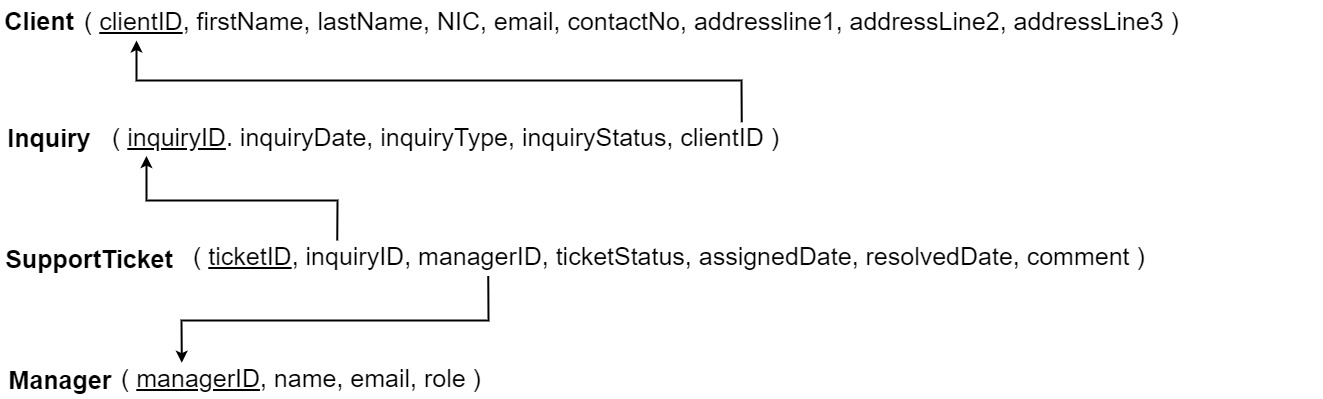 Client ( clientID, firstName, lastName, NIC, email, contactNo, addressline1, addressLine2, addressLine3 )
Inquiry ( inquiryID. inquiryDate, inquiryType, inquiryStatus, clientID )
SupportTicket ( ticketID, inquiryID, managerID, ticketStatus, assignedDate, resolvedDate, comment )
Manager ( managerID, name, email, role )